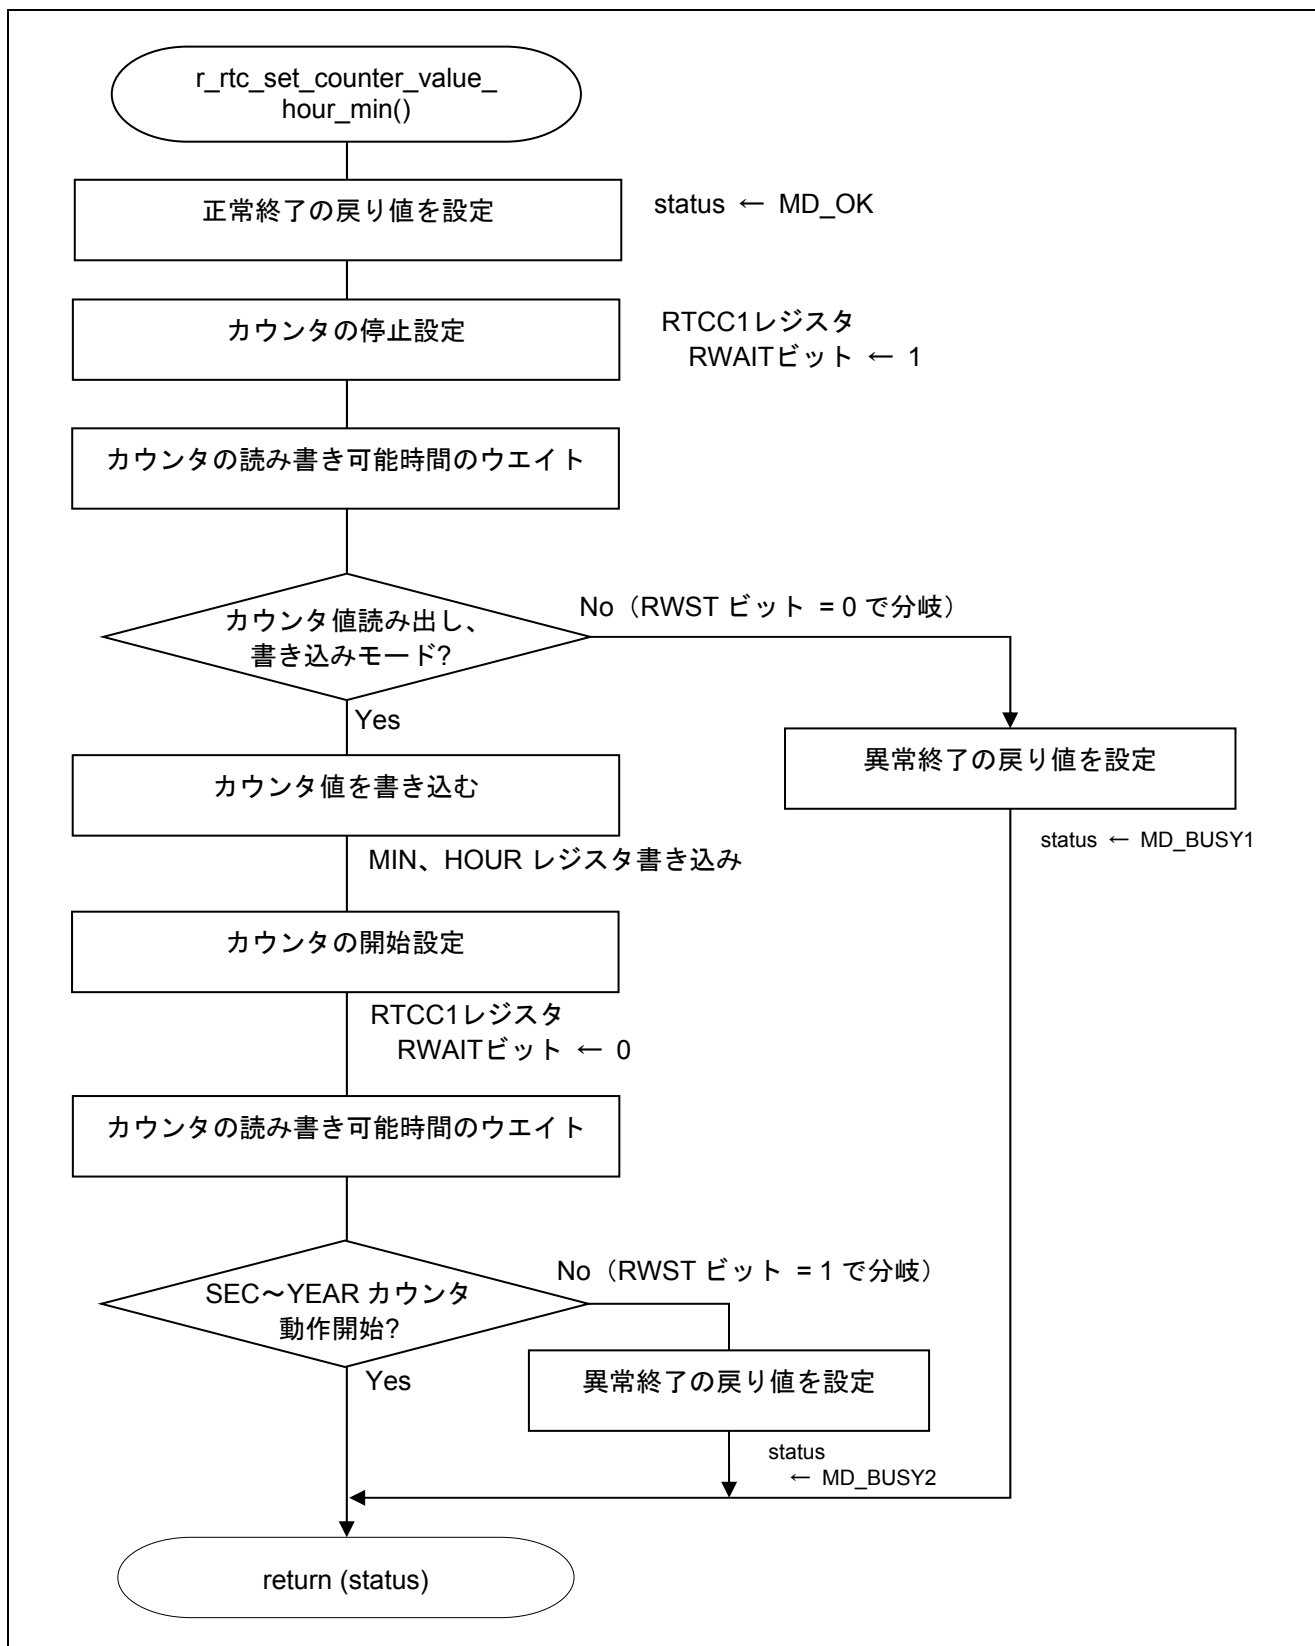 r_rtc_set_counter_value_
hour_min()
正常終了の戻り値を設定
status ← MD_OK
カウンタの停止設定
RTCC1レジスタ
RWAITビット ← 1
カウンタの読み書き可能時間のウエイト
カウンタ値読み出し、
書き込みモード?
No（RWST ビット = 0 で分岐）
Yes
異常終了の戻り値を設定
status ← MD_BUSY1
カウンタ値を書き込む
MIN、HOUR レジスタ書き込み
カウンタの開始設定
RTCC1レジスタ
RWAITビット ← 0
カウンタの読み書き可能時間のウエイト
SEC～YEAR カウンタ
動作開始?
No（RWST ビット = 1 で分岐）
Yes
異常終了の戻り値を設定
status
← MD_BUSY2
return (status)